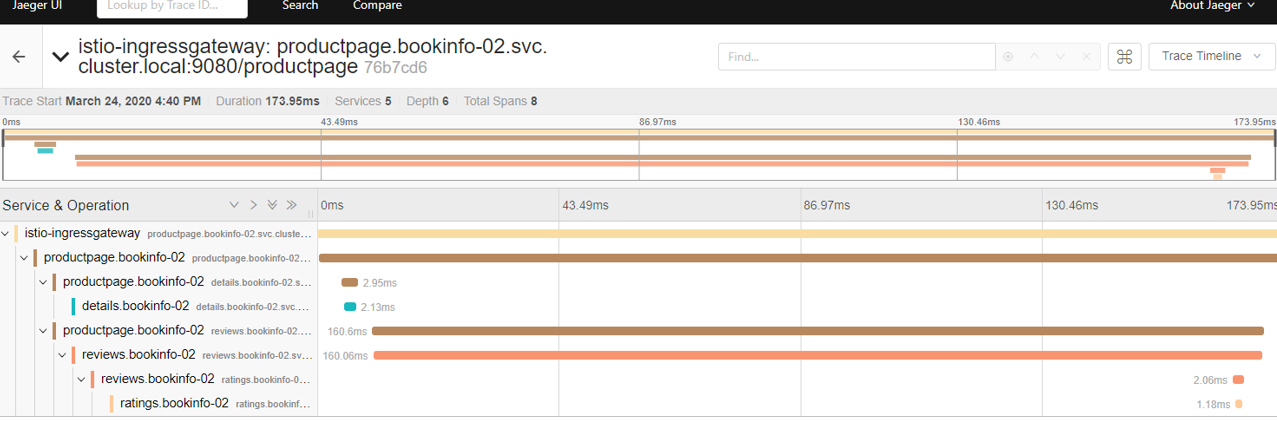 Jaeger UI Lookup by Trace ID... Search Compare About Jaeger
istio-ingressgateway: productpage.bookinfo-02.svc.
cluster.local:9080/productpage 76b7cd6
Find... Trace Timeline
Trace Start March 24, 2020 4:40 PM Duration 173.95ms Services 5 Depth 6 Total Spans 8
0ms 43.49ms 86.97ms 130.46ms 173.95ms
Service & Operation 0ms 43.49ms 86.97ms 130.46ms 173.95ms
istio-ingressgateway productpage.bookinfo-02.svc.cluste...
productpage.bookinfo-02 productpage.bookinfo-02...
productpage.bookinfo-02 details.bookinfo-02.s... 2.95ms
details.bookinfo-02 details.bookinfo-02.svc.... 2.13ms
productpage.bookinfo-02 reviews.bookinfo-02.... 160.6ms
reviews.bookinfo-02 reviews.bookinfo-02.sv... 160.06ms
reviews.bookinfo-02 ratings.bookinfo-0... 2.06ms
ratings.bookinfo-02 ratings.bookinf... 1.18ms